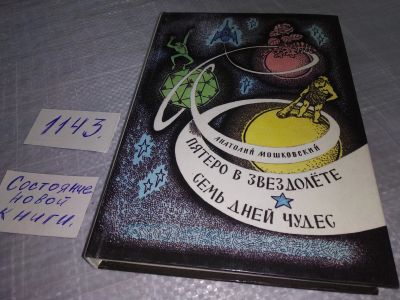 1143.
Состояние
новой
книги.
АНАТОЛИЙ МОШКОВСКИЙ
ПЯТЕРО В ЗВЕЗДОЛЁТЕ
СЕМЬ ДНЕЙ ЧУДЕС